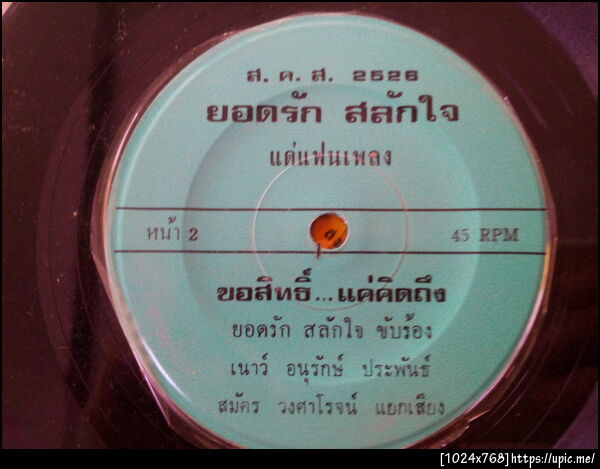 ส. ค. ส. 2526
ยอดรัก สลักใจ
แด่แฟนเพลง
หน้า 2
45 RPM
ขอสิทธิ์...แค่คิดถึง
ยอดรัก สลักใจ ขับร้อง
เนาว์ อนุรักษ์ ประพันธ์
สมัคร วงศาโรจน์ แยกเสียง
[1024x768]https://upic.me/